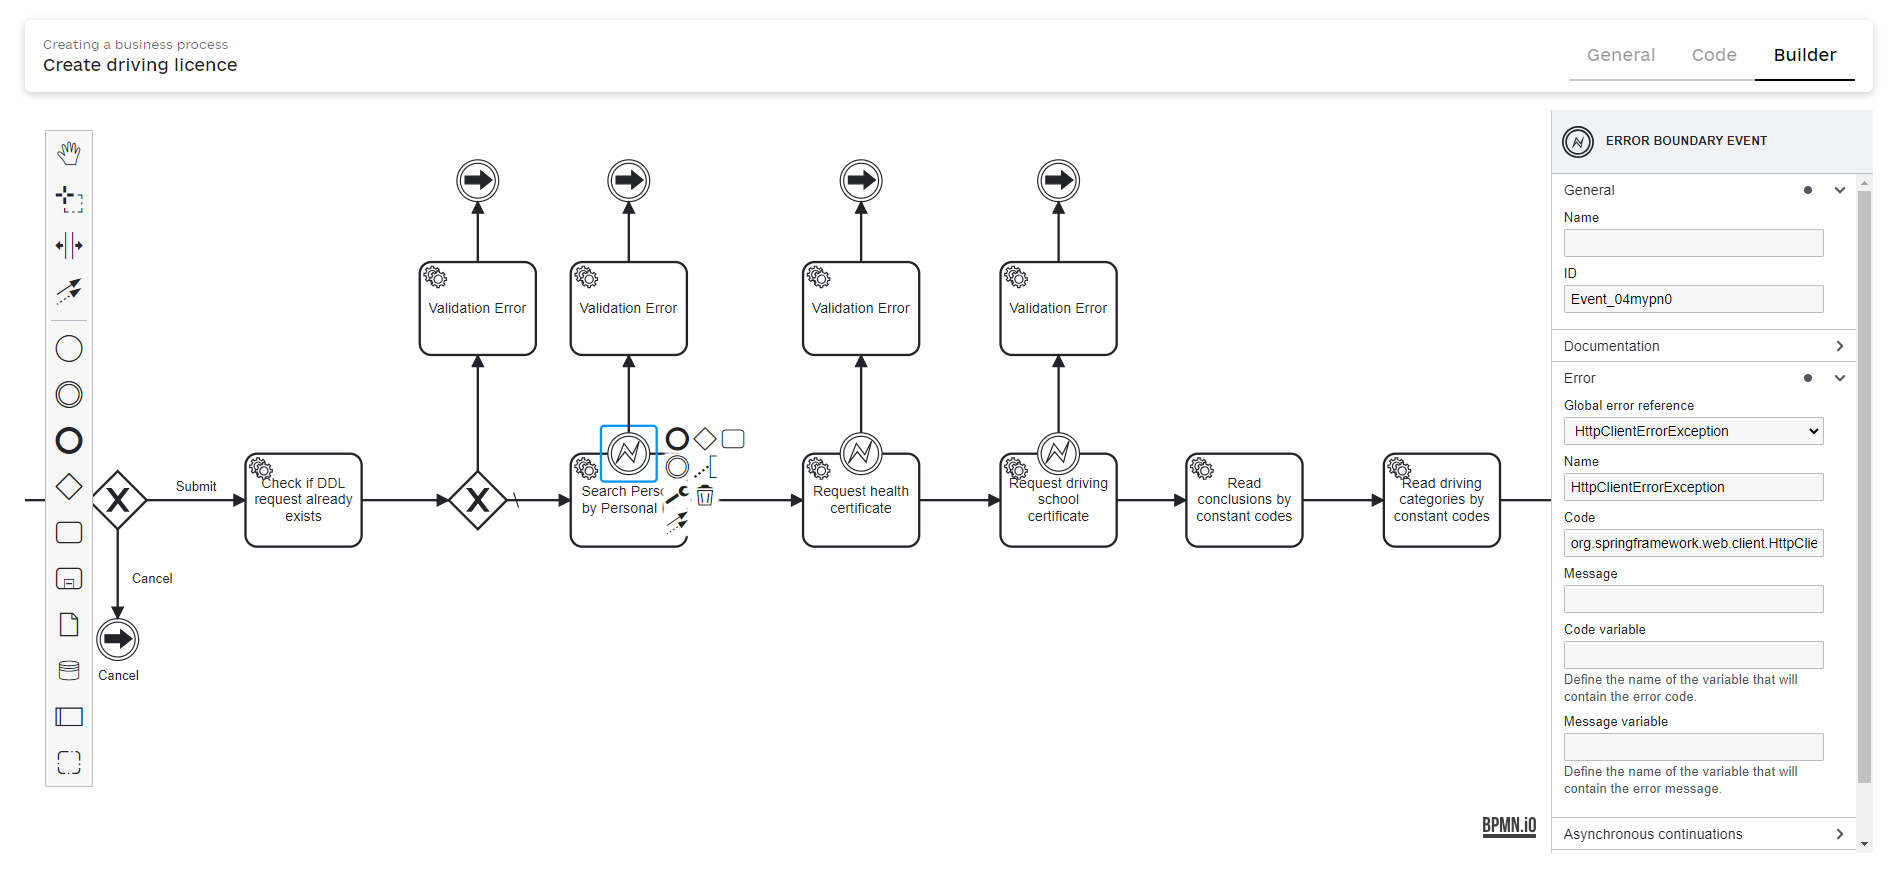 Creating a business process
Create driving licence
General
Code
Builder
Validation Error
Validation Error
Validation Error
Validation Error
Submit
Check if DDL
request already
exists
Search Perso
by Personal
Request health
certificate
Request driving
school
certificate
Read
conclusions by
constant codes
Read driving
categories by
constant codes
Cancel
Cancel
BPMN.iO
ERROR BOUNDARY EVENT
General
Name
ID
Event_04mypn0
Documentation
Error
Global error reference
HttpClientErrorException
Name
HttpClientErrorException
Code
org.springframework.web.client.HttpClie
Message
Code variable
Define the name of the variable that will
contain the error code.
Message variable
Define the name of the variable that will
contain the error message.
Asynchronous continuations